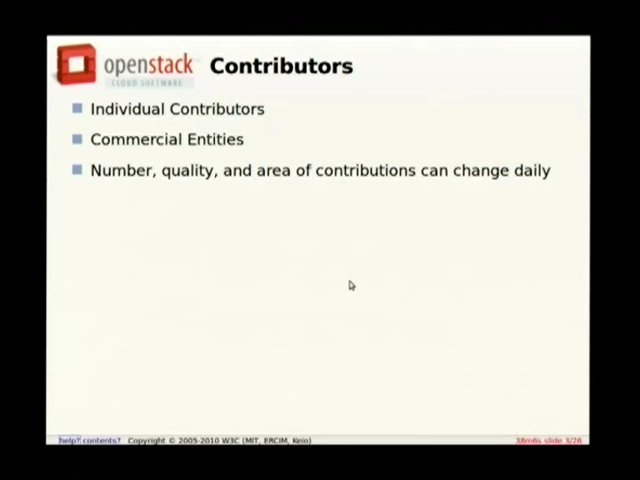 openstack
CLOUD SOFTWARE
Contributors
Individual Contributors
Commercial Entities
Number, quality, and area of contributions can change daily
help? contents? Copyright © 2005-2010 W3C (MIT, ERCIM, Keio)
38m6s slide 3/26